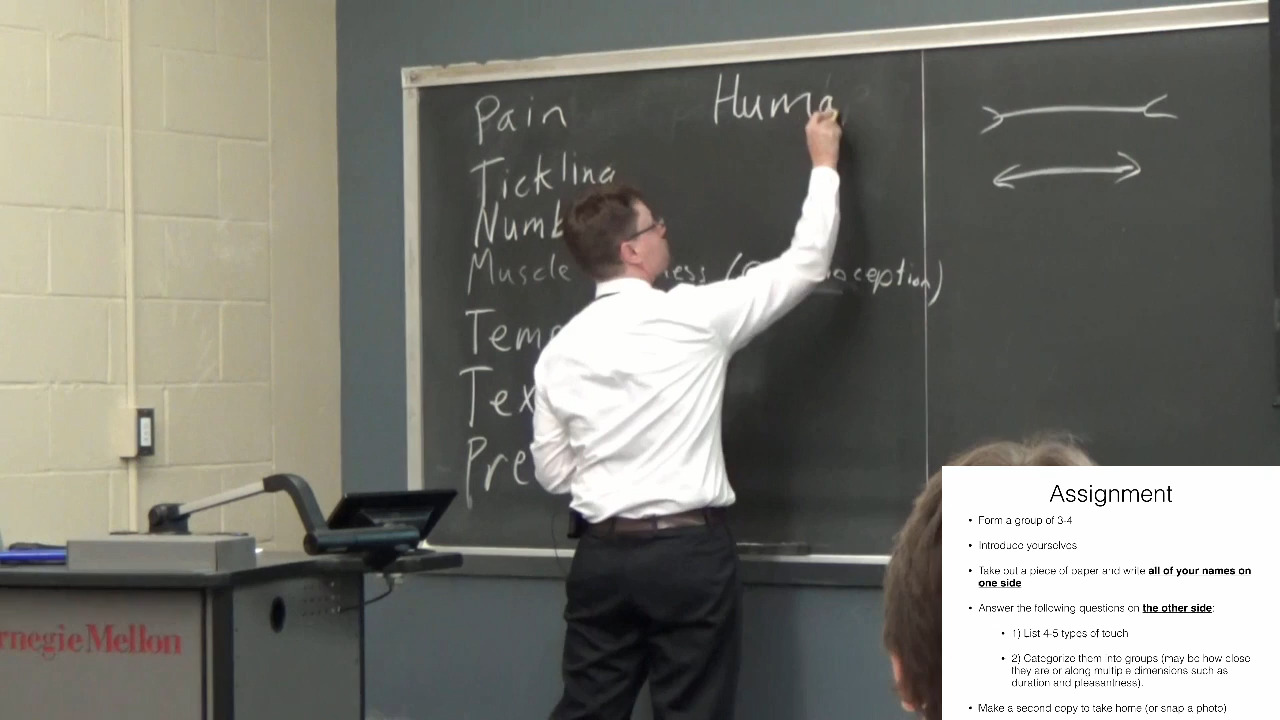 Pain
Huma
Tickling
Numb
Muscle
ess (
oception)
Temp
Tex
Pre
rnegie Mellon
Assignment
• Form a group of 3-4
• Introduce yourselves
• Take out a piece of paper and write all of your names on
one side
• Answer the following questions on the other side:
• 1) List 4-5 types of touch
• 2) Categorize them into groups (may be how close
they are or along multiple dimensions such as
duration and pleasantness).
• Make a second copy to take home (or snap a photo)